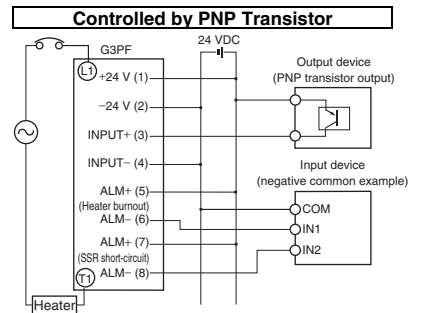 Controlled by PNP Transistor
24 VDC
G3PF
L1
+24 V (1)
−24 V (2)
INPUT+ (3)
INPUT− (4)
ALM+ (5)
(Heater burnout)
ALM− (6)
ALM+ (7)
(SSR short-circuit)
ALM− (8)
T1
Heater
Output device
(PNP transistor output)
Input device
(negative common example)
COM
IN1
IN2